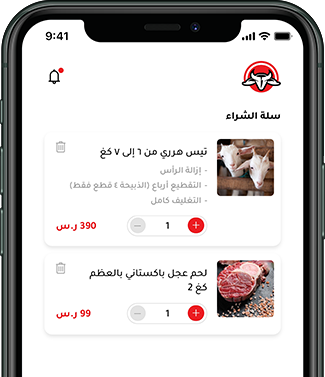 9:41
سلة الشراء
تيس هرري من ٦ إلى ٧ كغ
- إزالة الرأس
- التقطيع أرباع (الذبيحة ٤ قطع فقط)
- التغليف كامل
390 ر.س
1
لحم عجل باكستاني بالعظم
2 كغ
99 ر.س
1